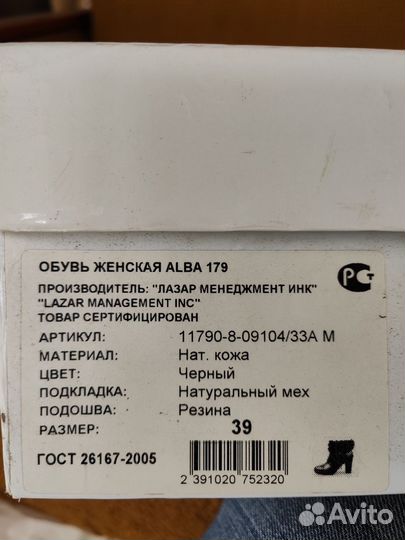 ОБУВЬ ЖЕНСКАЯ ALBA 179
ПРОИЗВОДИТЕЛЬ: "ЛАЗАР МЕНЕДЖМЕНТ ИНК"
"LAZAR MANAGEMENT INC"
ТОВАР СЕРТИФИЦИРОВАН
АРТИКУЛ: 11790-8-09104/33А М
МАТЕРИАЛ: Нат. кожа
ЦВЕТ: Черный
ПОДКЛАДКА: Натуральный мех
ПОДОШВА: Резина
РАЗМЕР: 39
ГОСТ 26167-2005
2 391020 752320
РСТ
Avito